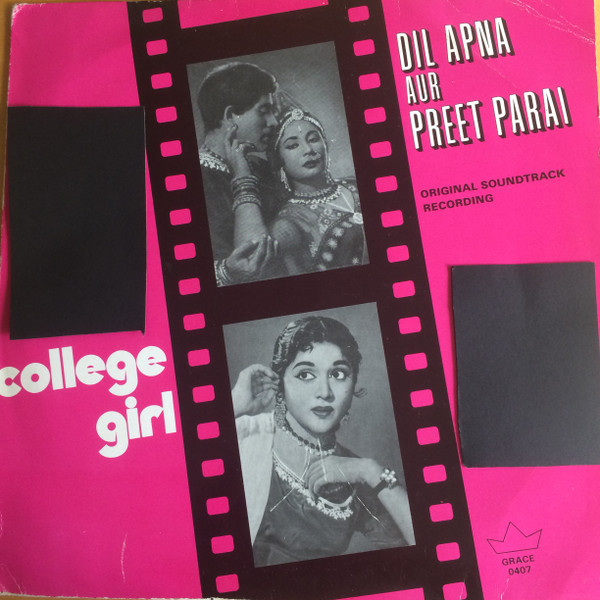 DIL APNA
AUR
PREET PARAI
ORIGINAL SOUNDTRACK
RECORDING
college
girl
GRACE
0407